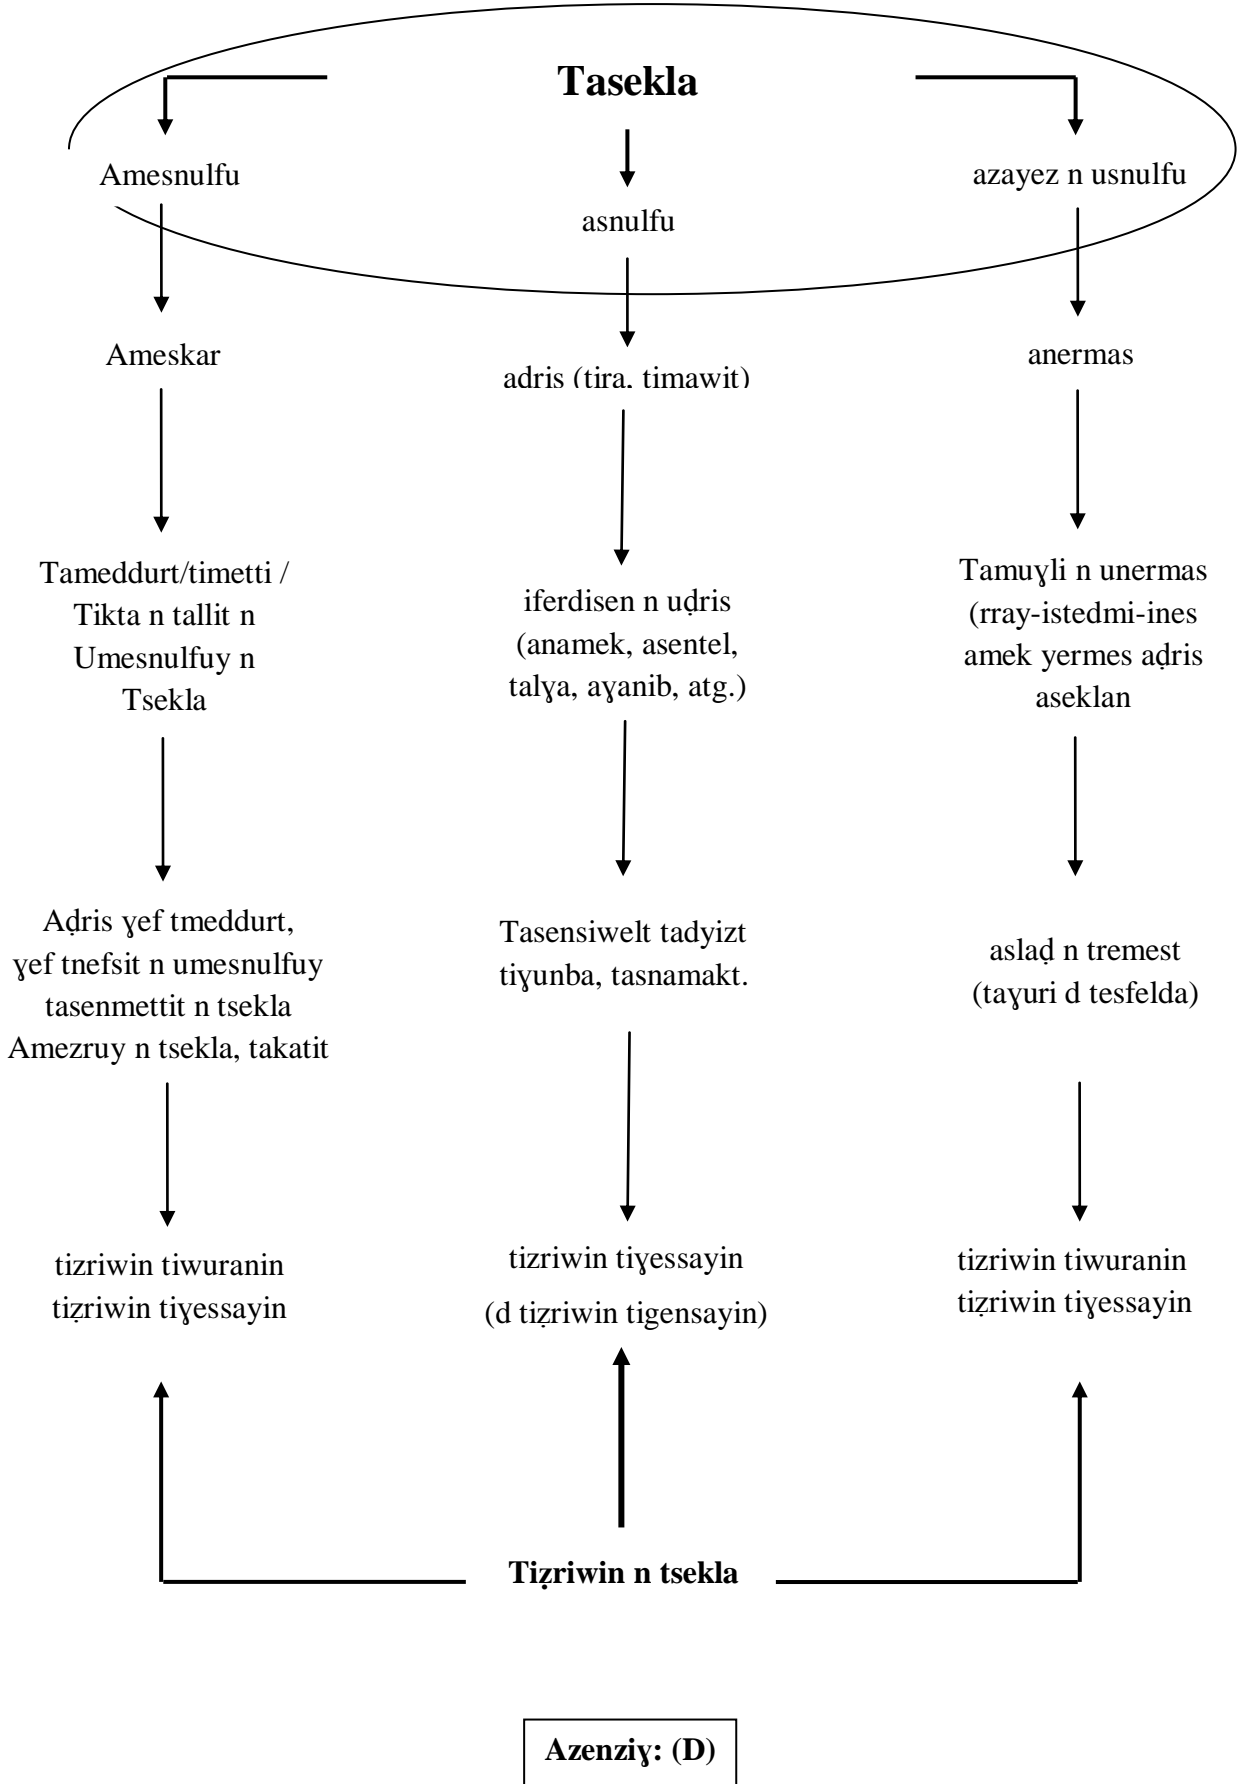 Tasekla
Amesnulfu
asnulfu
azayez n usnulfu
Ameskar
adris (tira, timawit)
anermas
Tameddurt/timetti /
Tikta n tallit n
Umesnulfuy n
Tsekla
iferdisen n uḍris
(anamek, asentel,
talɣa, aɣanib, atg.)
Tamuɣli n unermas
(rray-istedmi-ines
amek yermes aḍris
aseklan
Aḍris ɣef tmeddurt,
ɣef tnefsit n umesnulfuy
tasenmettit n tsekla
Amezruy n tsekla, takatit
Tasensiwelt tadyizt
tiɣunba, tasnamakt.
aslaḍ n tremest
(taɣuri d tesfelda)
tizriwin tiwuranin
tiẓriwin tiɣessayin
tizriwin tiɣessayin
(d tiẓriwin tigensayin)
tizriwin tiwuranin
tiẓriwin tiɣessayin
Tiẓriwin n tsekla
Azenziɣ: (D)